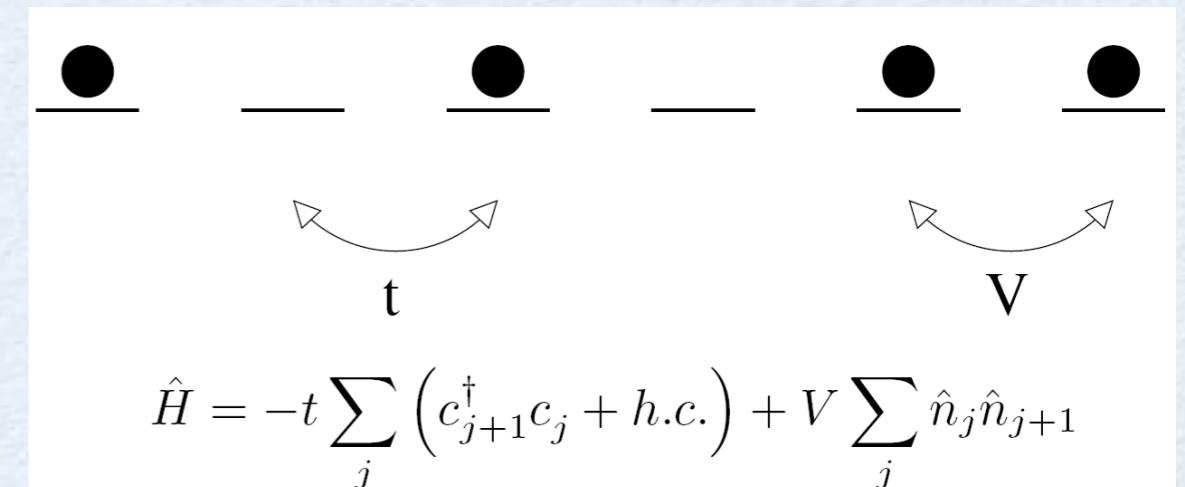 t V
Ĥ = −t ∑_j (c†_{j+1} c_j + h.c.) + V ∑_j n̂_j n̂_{j+1}